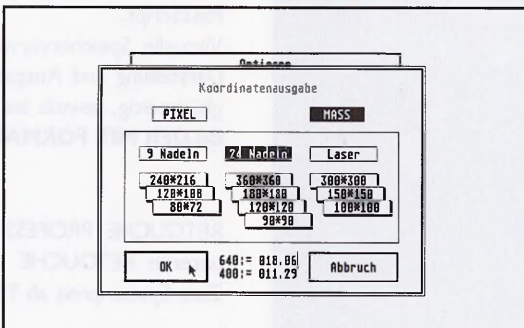 Optionen
Koordinatenausgabe
PIXEL MASS
9 Nadeln 24 Nadeln Laser
240*216 360*360 300*300
120*108 180*180 150*150
80*72 120*120 100*100
90*90
OK 640:= 018.06 Abbruch
400:= 011.29